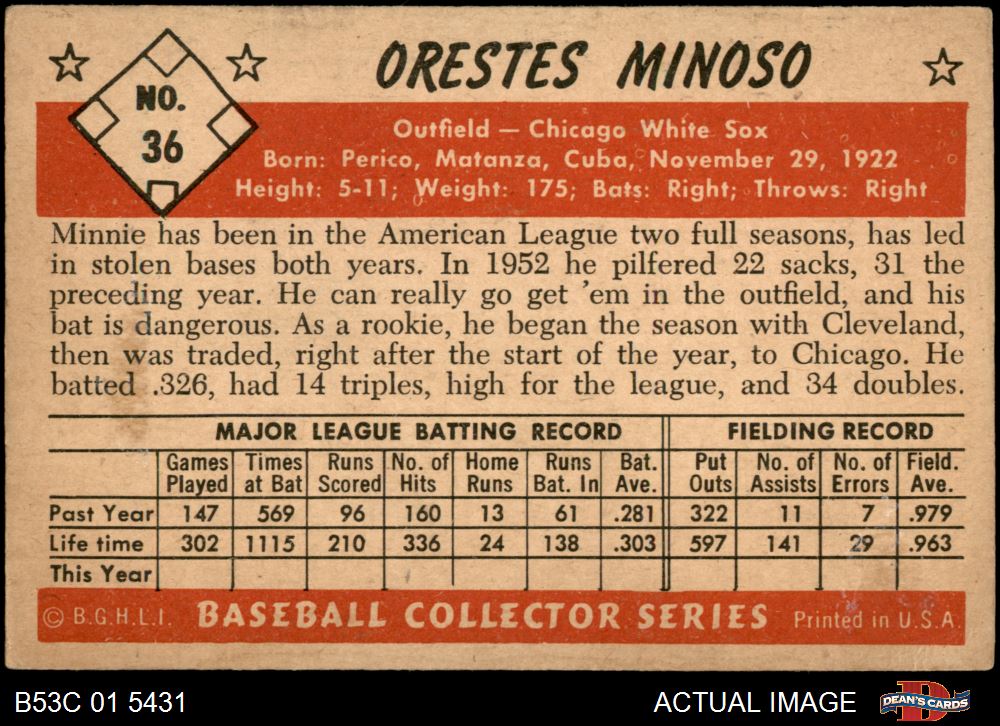 NO.
36
ORESTES MINOSO
Outfield — Chicago White Sox
Born: Perico, Matanza, Cuba, November 29, 1922
Height: 5-11; Weight: 175; Bats: Right; Throws: Right
Minnie has been in the American League two full seasons, has led
in stolen bases both years. In 1952 he pilfered 22 sacks, 31 the
preceding year. He can really go get 'em in the outfield, and his
bat is dangerous. As a rookie, he began the season with Cleveland,
then was traded, right after the start of the year, to Chicago. He
batted .326, had 14 triples, high for the league, and 34 doubles.
MAJOR LEAGUE BATTING RECORD FIELDING RECORD
Games Times Runs No. of Home Runs Bat. Put No. of No. of Field.
Played at Bat Scored Hits Runs Bat. In Ave. Outs Assists Errors Ave.
Past Year 147 569 96 160 13 61 .281 322 11 7 .979
Life time 302 1115 210 336 24 138 .303 597 141 29 .963
This Year
© B.G.H.L.I. BASEBALL COLLECTOR SERIES Printed in U.S.A.
B53C 01 5431 ACTUAL IMAGE DEAN'S CARDS